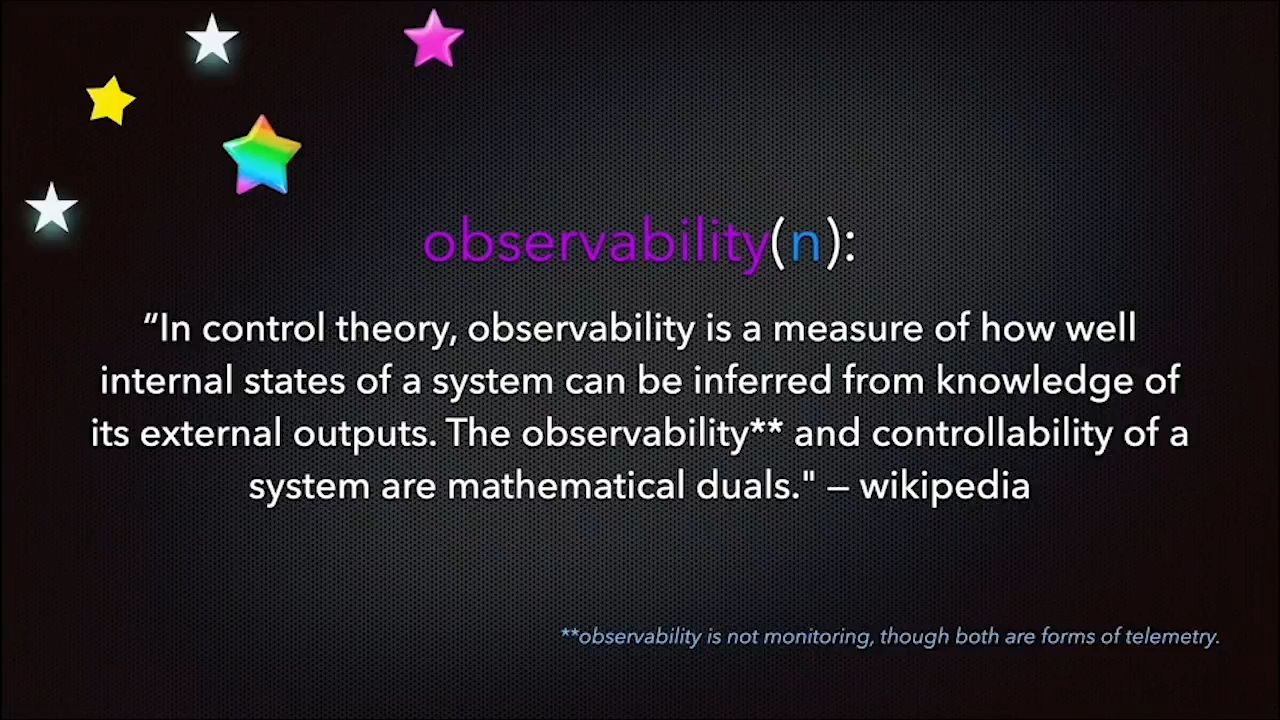 observability(n):
“In control theory, observability is a measure of how well
internal states of a system can be inferred from knowledge of
its external outputs. The observability** and controllability of a
system are mathematical duals." – wikipedia
**observability is not monitoring, though both are forms of telemetry.